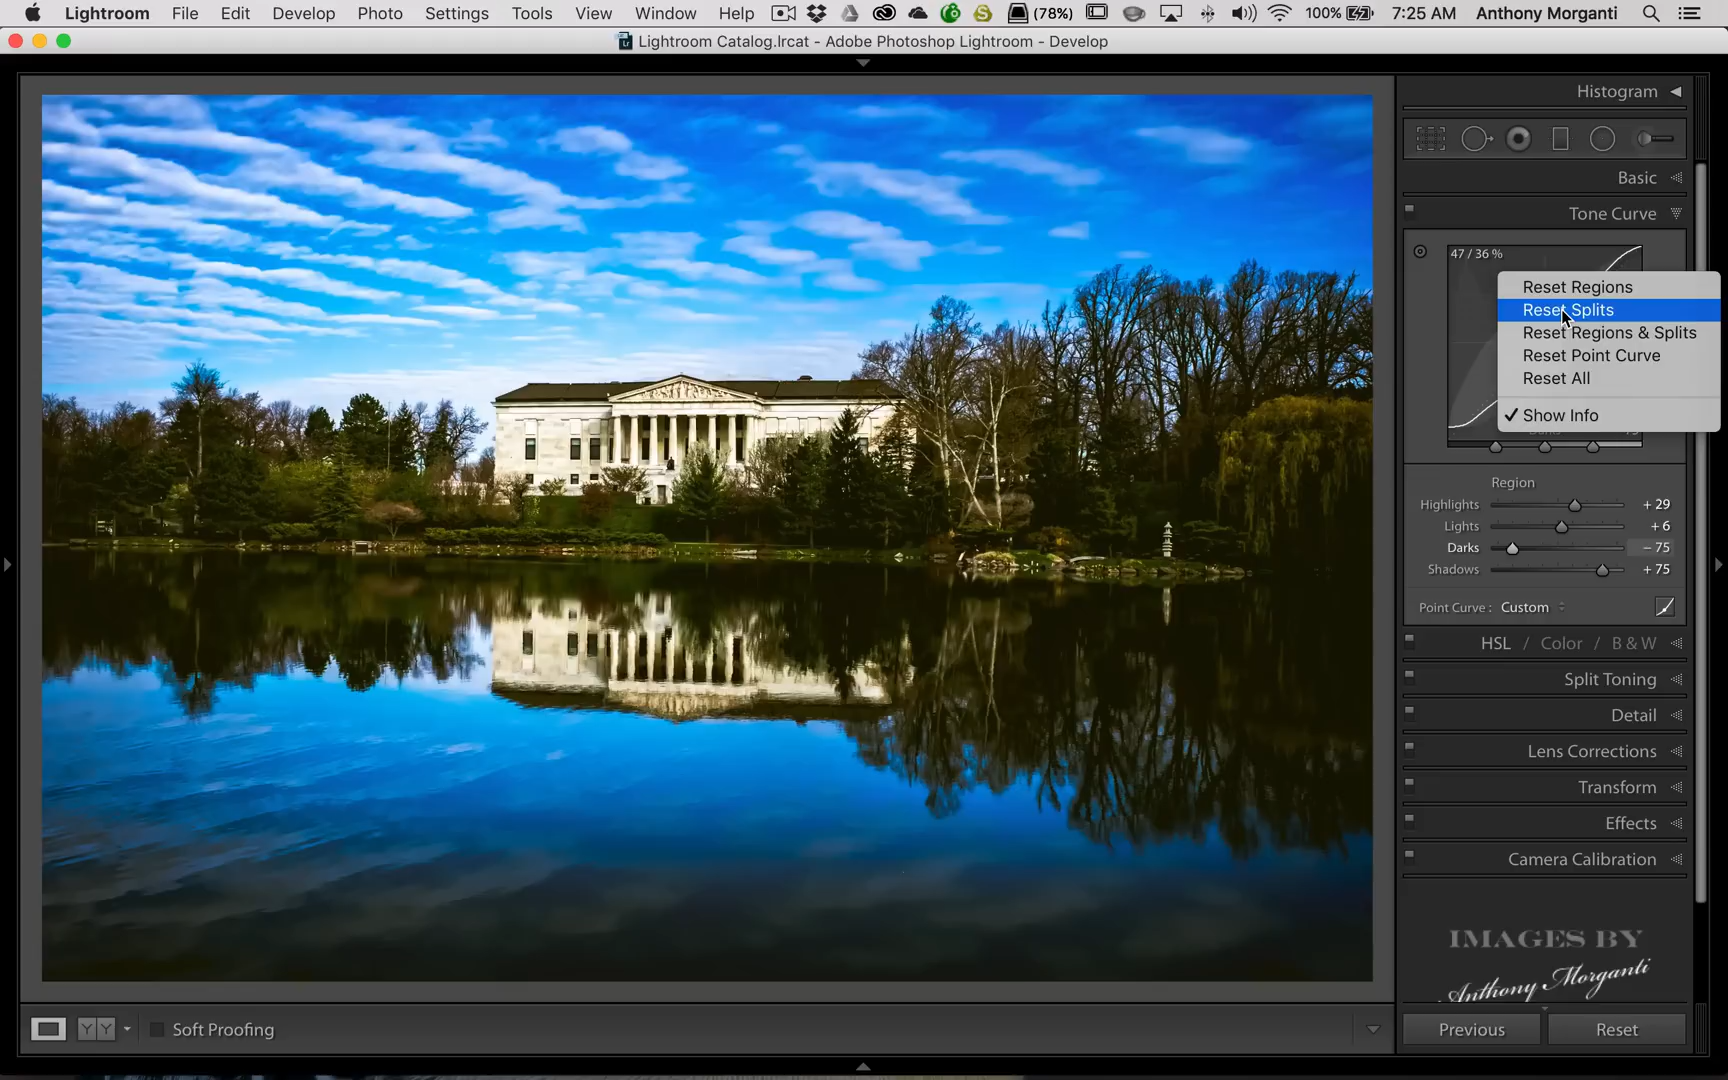 Lightroom File Edit Develop Photo Settings Tools View Window Help (78%) 100% 7:25 AM Anthony Morganti
Lightroom Catalog.lrcat - Adobe Photoshop Lightroom - Develop
Histogram
Basic
Tone Curve
47 / 36 %
Reset Regions
Reset Splits
Reset Regions & Splits
Reset Point Curve
Reset All
✓ Show Info
Region
Highlights + 29
Lights + 6
Darks − 75
Shadows + 75
Point Curve : Custom
HSL / Color / B & W
Split Toning
Detail
Lens Corrections
Transform
Effects
Camera Calibration
IMAGES BY
Anthony Morganti
Y Y Soft Proofing
Previous Reset